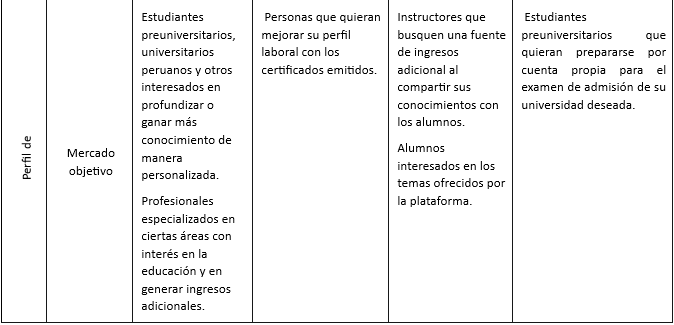 Perfil de
Mercado
objetivo
Estudiantes
preuniversitarios,
universitarios
peruanos y otros
interesados en
profundizar o
ganar más
conocimiento de
manera
personalizada.
Profesionales
especializados en
ciertas áreas con
interés en la
educación y en
generar ingresos
adicionales.
Personas que quieran
mejorar su perfil
laboral con los
certificados emitidos.
Instructores que
busquen una fuente
de ingresos
adicional al
compartir sus
conocimientos con
los alumnos.
Alumnos
interesados en los
temas ofrecidos por
la plataforma.
Estudiantes
preuniversitarios que
quieran prepararse por
cuenta propia para el
examen de admisión de su
universidad deseada.